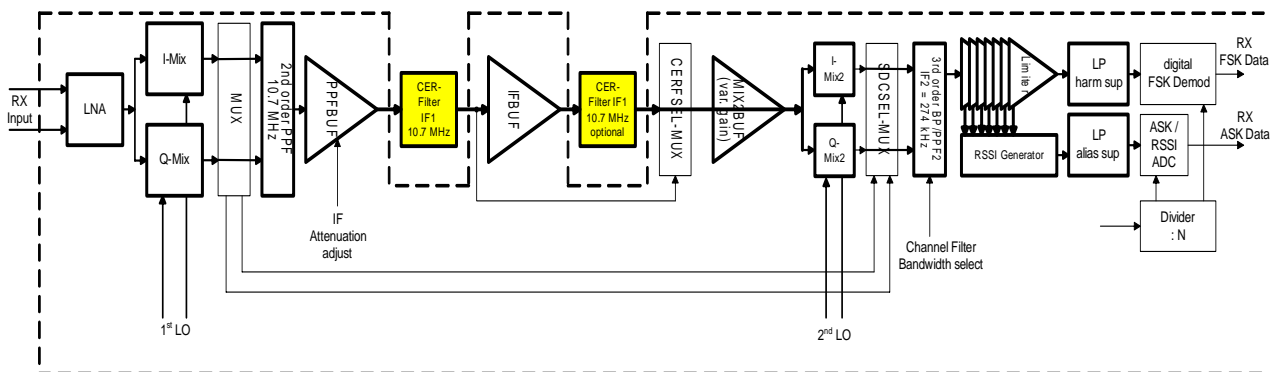 RX
Input
LNA
I-Mix
Q-Mix
MUX
2nd order PPF
10.7 MHz
PPFBUF
IF
Attenuation
adjust
1st LO
CER-
Filter
IF1
10.7 MHz
IFBUF
CER-
Filter IF1
10.7 MHz
optional
CERFSEL-MUX
MIX2BUF
(var. gain)
I-
Mix2
Q-
Mix2
2nd LO
SDCSEL-MUX
3rd order BP/PPF2
IF2 = 274 kHz
Channel Filter
Bandwidth select
Limiter
RSSI Generator
LP
harm sup
LP
alias sup
digital
FSK Demod
ASK /
RSSI
ADC
Divider
: N
RX
FSK Data
RX
ASK Data